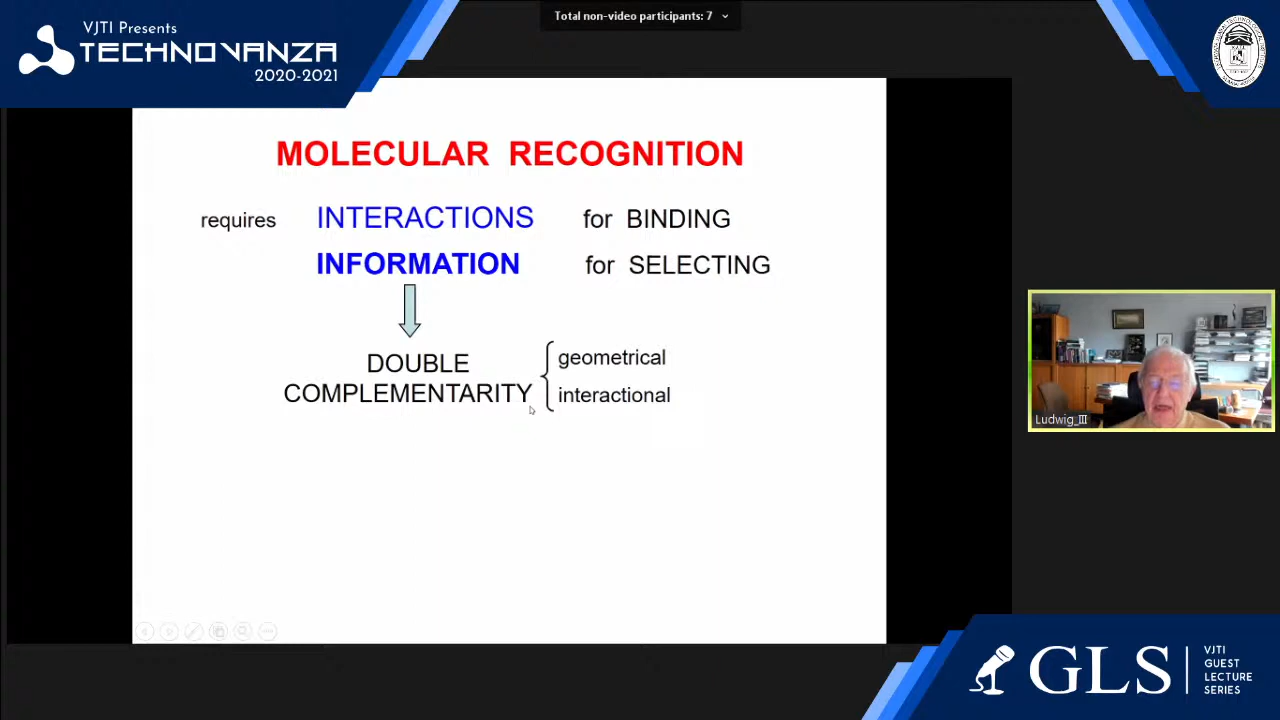 Total non-video participants: 7
VJTI Presents
TECHNOVANZA
2020-2021
MOLECULAR RECOGNITION
requires INTERACTIONS for BINDING
INFORMATION for SELECTING
DOUBLE
COMPLEMENTARITY
geometrical
interactional
Ludwig_III
GLS
VJTI
GUEST
LECTURE
SERIES